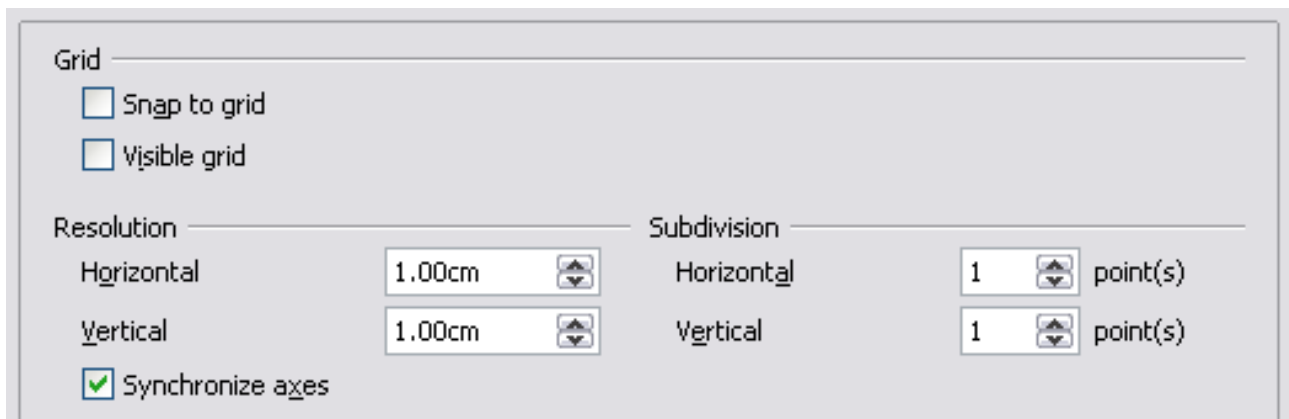 Grid
Snap to grid
Visible grid
Resolution
Horizontal 1.00cm
Vertical 1.00cm
Synchronize axes
Subdivision
Horizontal 1 point(s)
Vertical 1 point(s)